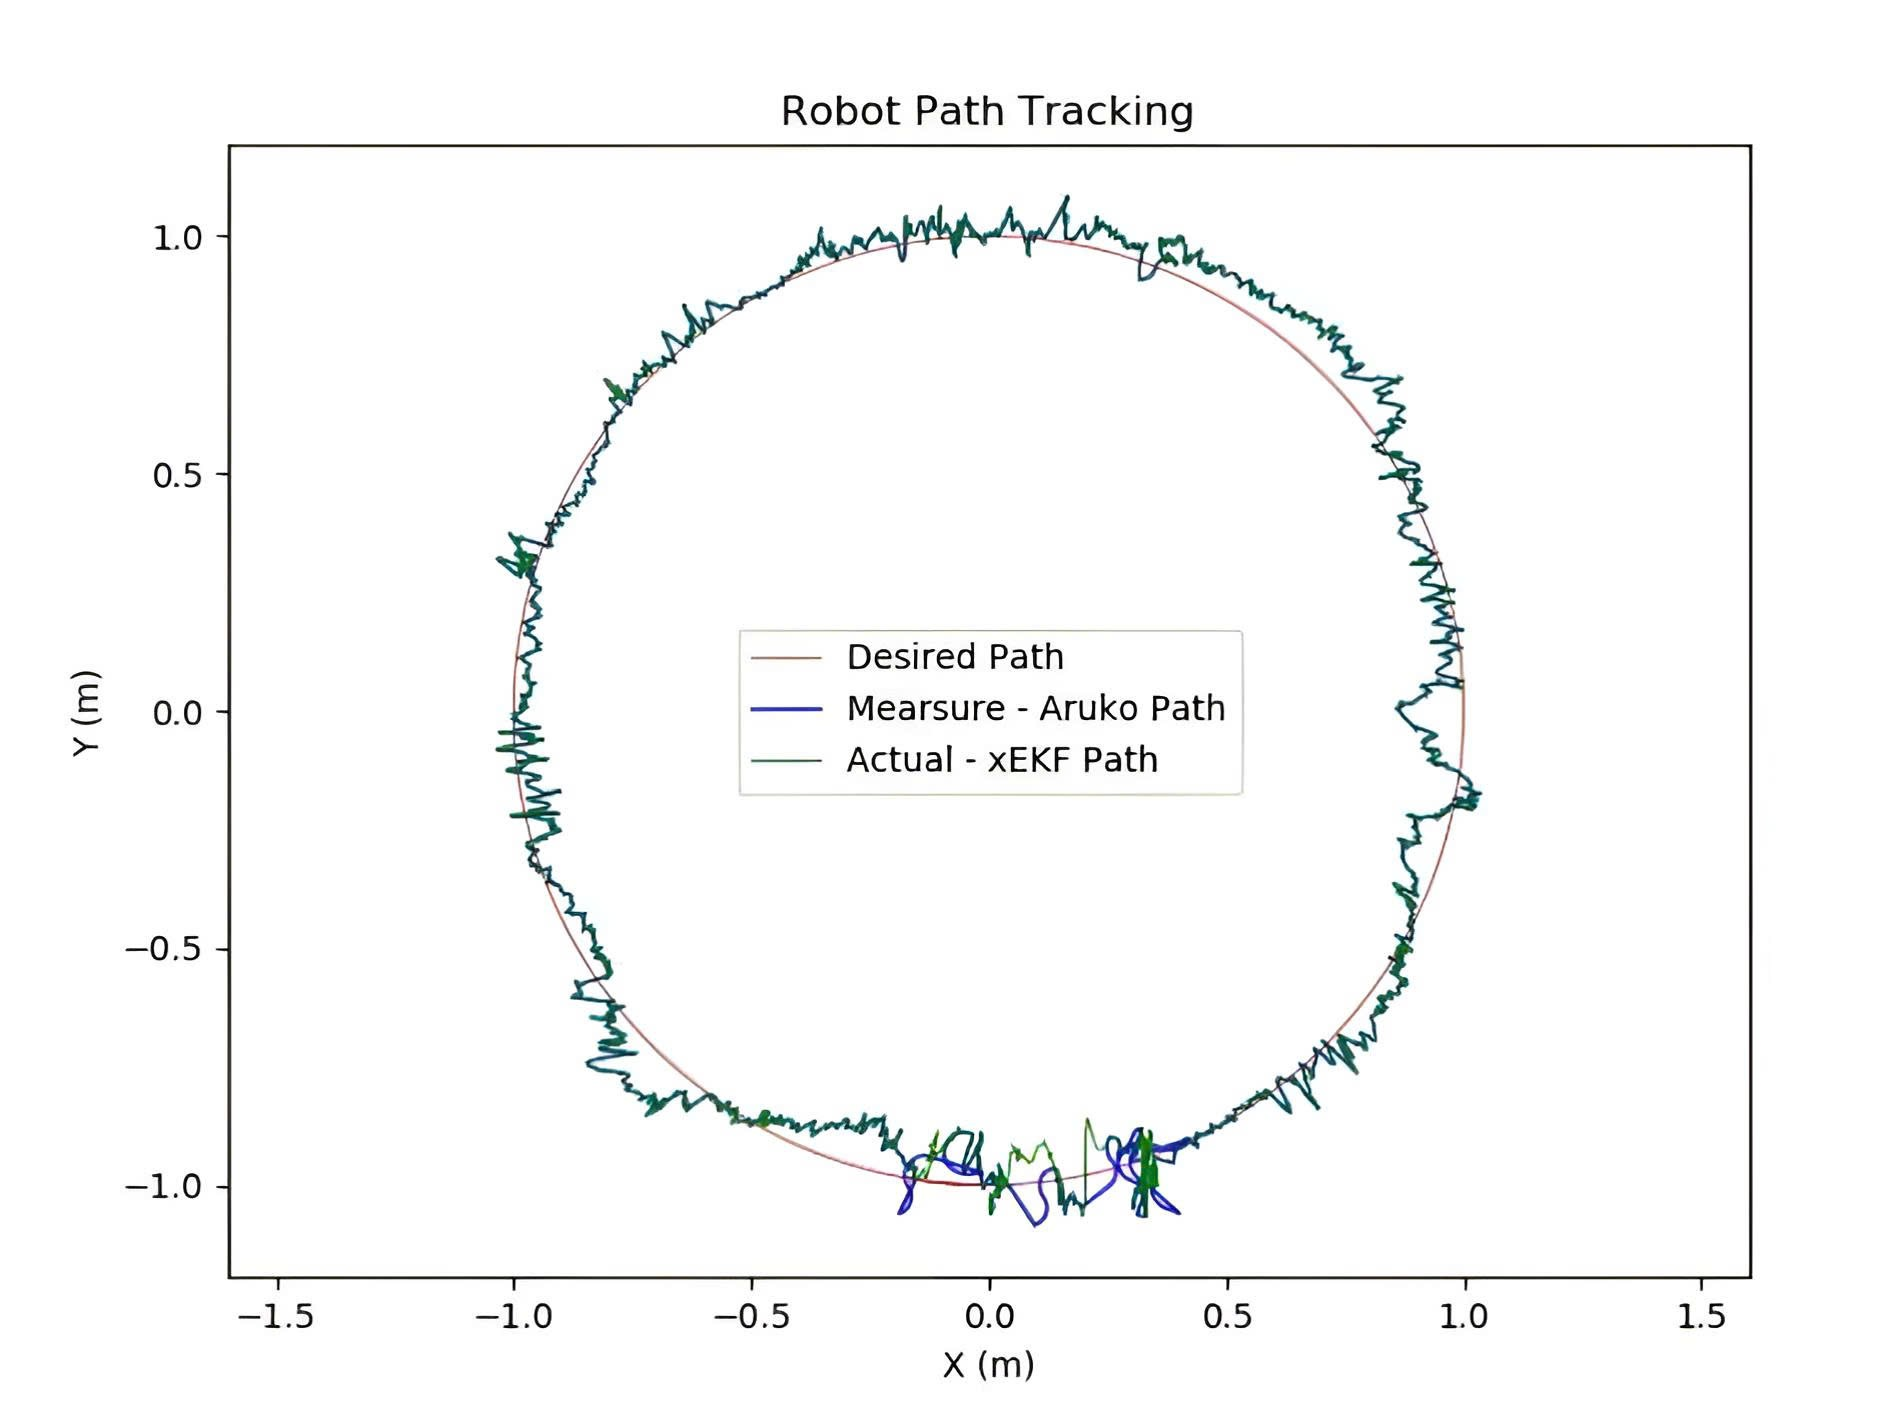 Robot Path Tracking
1.0
0.5
0.0
−0.5
−1.0
Y (m)
Desired Path
Mearsure - Aruko Path
Actual - xEKF Path
−1.5 −1.0 −0.5 0.0 0.5 1.0 1.5
X (m)